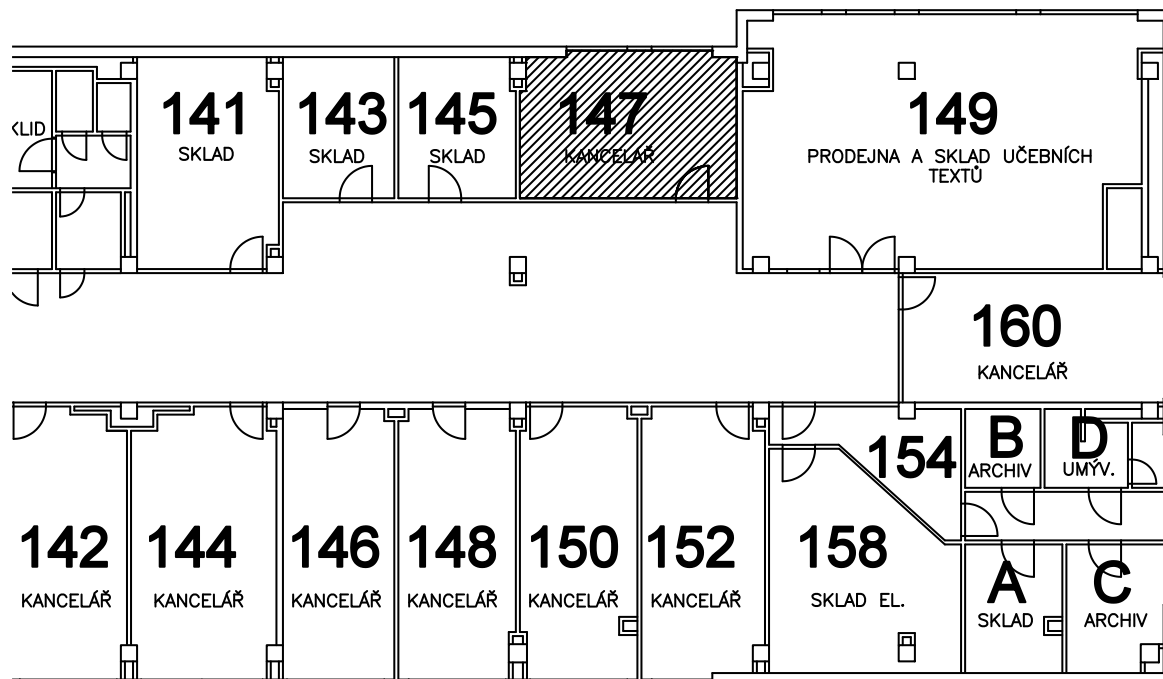 141
SKLAD
143
SKLAD
145
SKLAD
147
KANCELÁŘ
149
PRODEJNA A SKLAD UČEBNÍCH
TEXTŮ
KLID
160
KANCELÁŘ
142
KANCELÁŘ
144
KANCELÁŘ
146
KANCELÁŘ
148
KANCELÁŘ
150
KANCELÁŘ
152
KANCELÁŘ
154
158
SKLAD EL.
B
ARCHIV
D
UMÝV.
A
SKLAD
C
ARCHIV